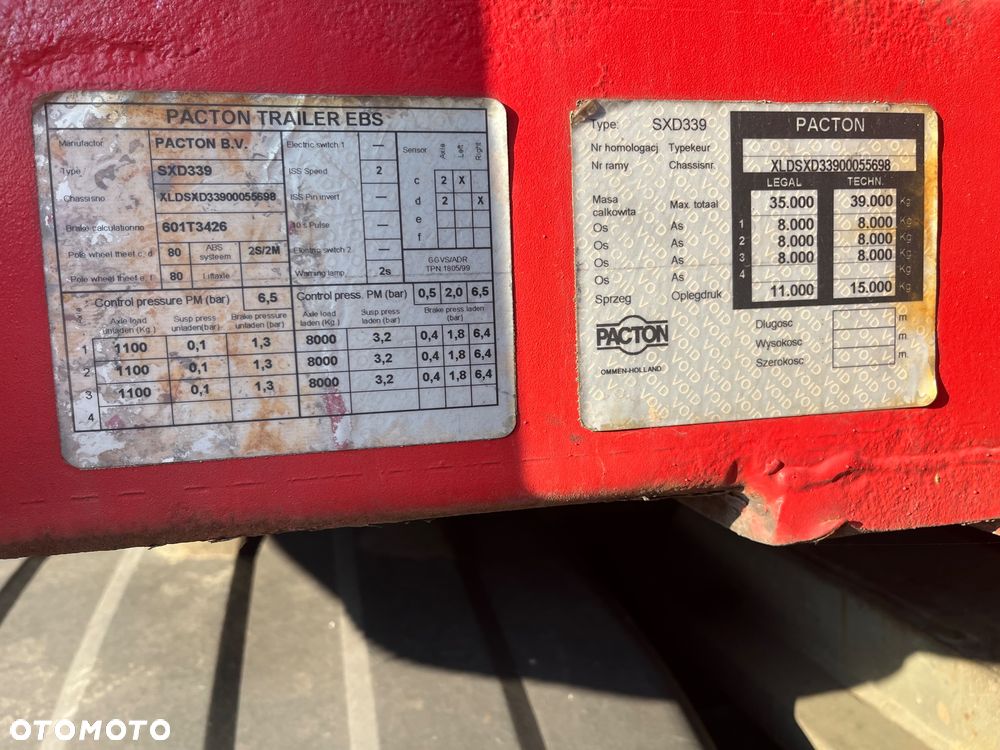 PACTON TRAILER EBS
Manufactor PACTON B.V. Electric switch 1 — Sensor Axle Left Right
Type SXD339 ISS Speed 2 c 2 X
Chassisno XLDSXD33900055698 ISS Pin invert — d 2 X
Brake calculationno 601T3426 10 s Pulse — e
Pole wheel theet c, d 80 ABS systeem 2S/2M Electric switch 2 — f
Pole wheel theet e, f 80 Liftaxle Warning lamp 2s GGVS/ADR TPN 1805/99
Control pressure PM (bar) 6,5 Control press. PM (bar) 0,5 2,0 6,5
Axle load unladen (Kg.) Susp press unladen(bar) Brake pressure unladen (bar) Axle load laden (Kg.) Susp press laden (bar) Brake press laden (bar)
1 1100 0,1 1,3 8000 3,2 0,4 1,8 6,4
2 1100 0,1 1,3 8000 3,2 0,4 1,8 6,4
3 1100 0,1 1,3 8000 3,2 0,4 1,8 6,4
4
Type: SXD339 PACTON
Nr homologacj Typekeur
Nr ramy Chassisnr. XLDSXD33900055698
LEGAL TECHN.
Masa calkowita Max. totaal 35.000 39.000 Kg
Os As 1 8.000 8.000 Kg
Os As 2 8.000 8.000 Kg
Os As 3 8.000 8.000 Kg
Os As 4 Kg
Sprzeg Oplegdruk 11.000 15.000 Kg
PACTON
OMMEN-HOLLAND
Dlugosc m
Wysokosc m
Szerokosc m.
OTOMOTO